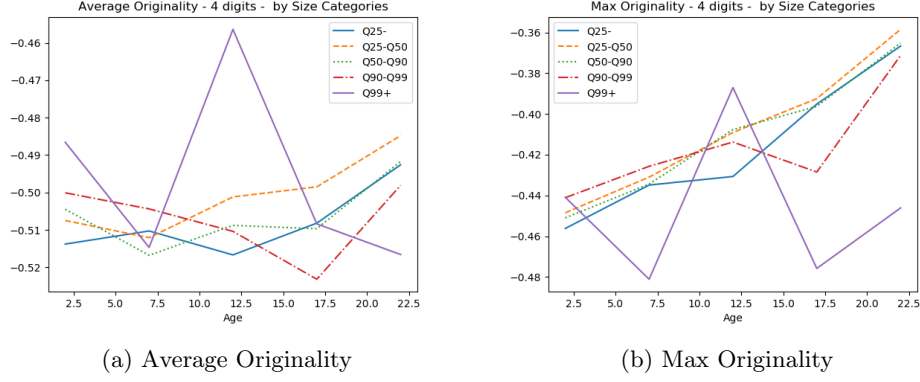 Average Originality - 4 digits - by Size Categories
−0.46
−0.47
−0.48
−0.49
−0.50
−0.51
−0.52
Q25-
Q25-Q50
Q50-Q90
Q90-Q99
Q99+
2.5 5.0 7.5 10.0 12.5 15.0 17.5 20.0 22.5
Age
(a) Average Originality
Max Originality - 4 digits - by Size Categories
−0.36
−0.38
−0.40
−0.42
−0.44
−0.46
−0.48
Q25-
Q25-Q50
Q50-Q90
Q90-Q99
Q99+
2.5 5.0 7.5 10.0 12.5 15.0 17.5 20.0 22.5
Age
(b) Max Originality